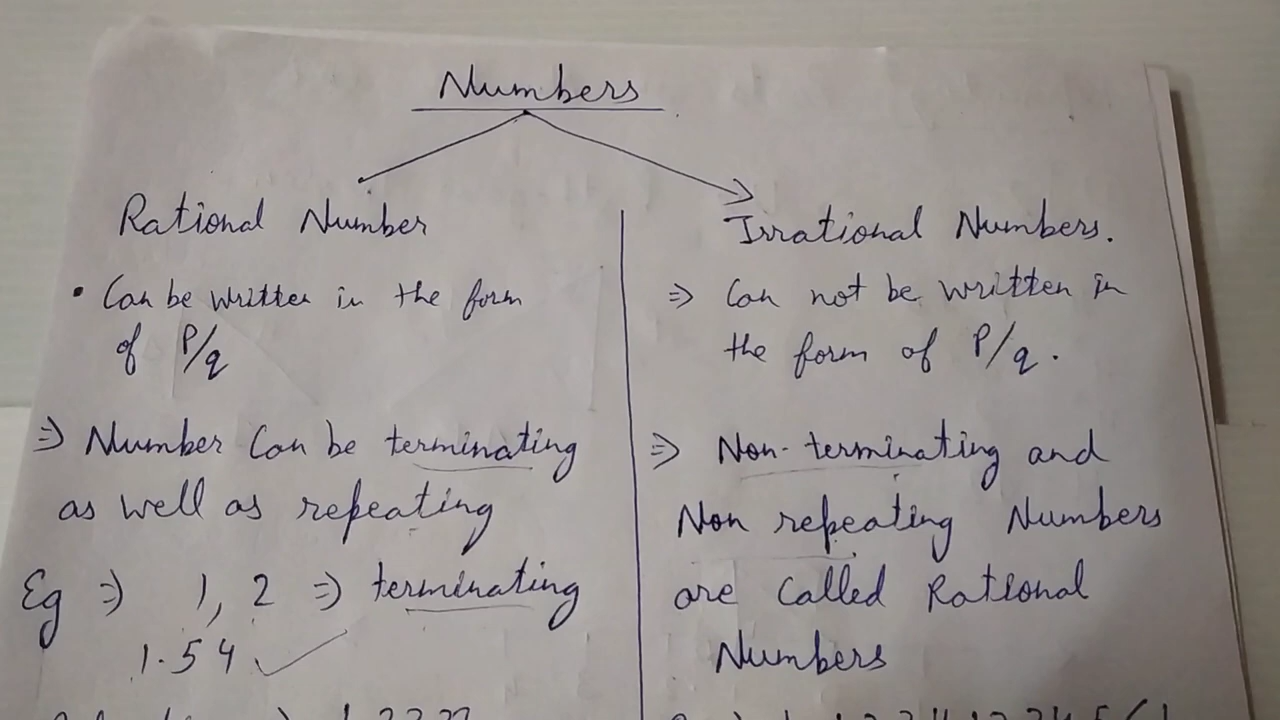 Numbers
Rational Number
• Can be written in the form
of P/q
⇒ Number Can be terminating
as well as repeating
Eg ⇒ 1, 2 ⇒ terminating
1.54 ✓
Irrational Numbers.
⇒ Can not be written in
the form of P/q.
⇒ Non-terminating and
Non repeating Numbers
are Called Rational
Numbers